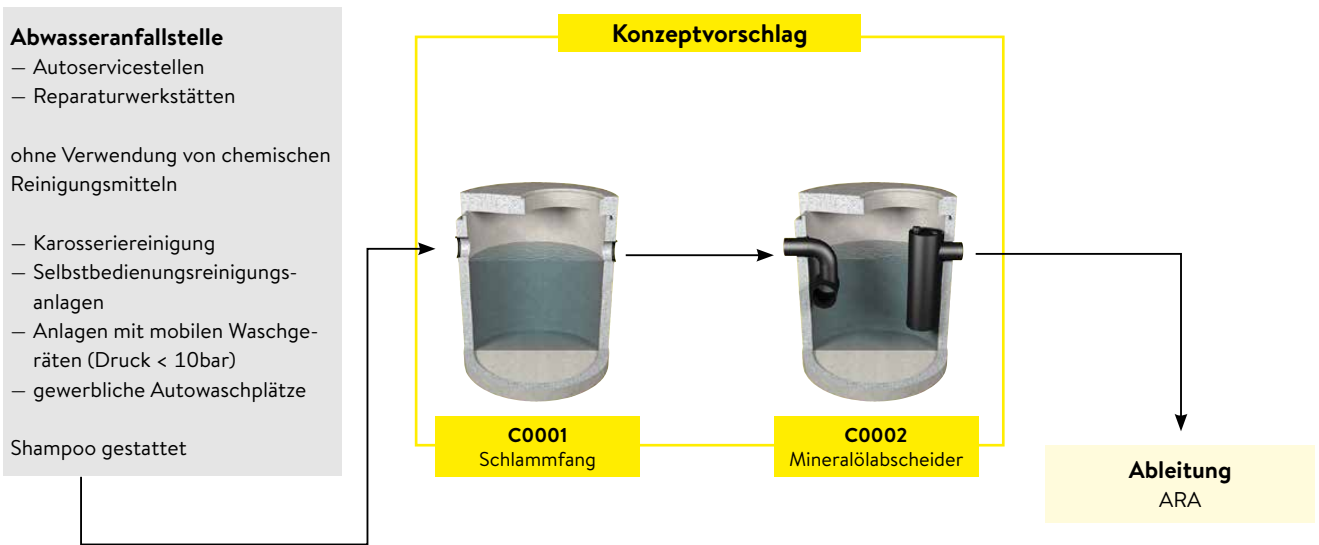 Abwasseranfallstelle
– Autoservicestellen
– Reparaturwerkstätten
ohne Verwendung von chemischen
Reinigungsmitteln
– Karosseriereinigung
– Selbstbedienungsreinigungs-
anlagen
– Anlagen mit mobilen Waschge-
räten (Druck < 10bar)
– gewerbliche Autowaschplätze
Shampoo gestattet
Konzeptvorschlag
C0001
Schlammfang
C0002
Mineralölabscheider
Ableitung
ARA